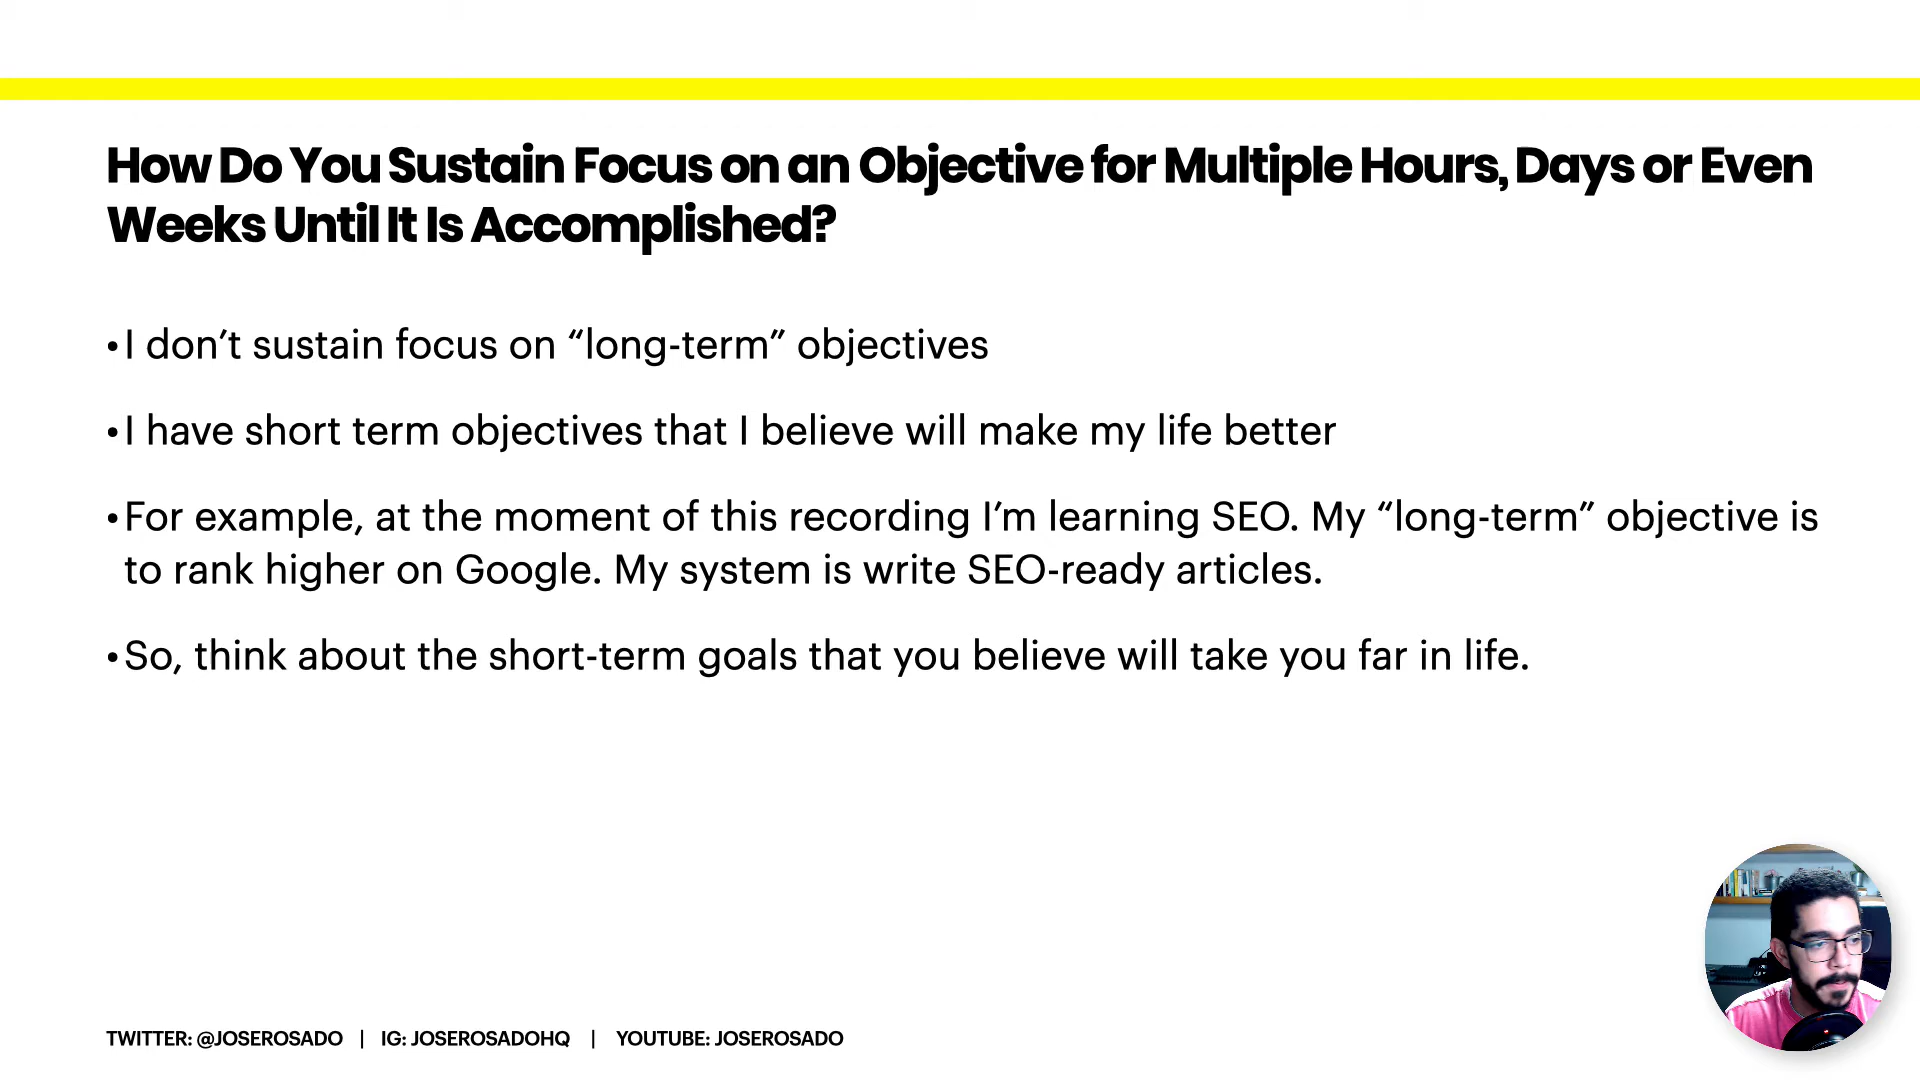 How Do You Sustain Focus on an Objective for Multiple Hours, Days or Even
Weeks Until It Is Accomplished?
• I don’t sustain focus on “long-term” objectives
• I have short term objectives that I believe will make my life better
• For example, at the moment of this recording I’m learning SEO. My “long-term” objective is
to rank higher on Google. My system is write SEO-ready articles.
• So, think about the short-term goals that you believe will take you far in life.
TWITTER: @JOSEROSADO | IG: JOSEROSADOHQ | YOUTUBE: JOSEROSADO